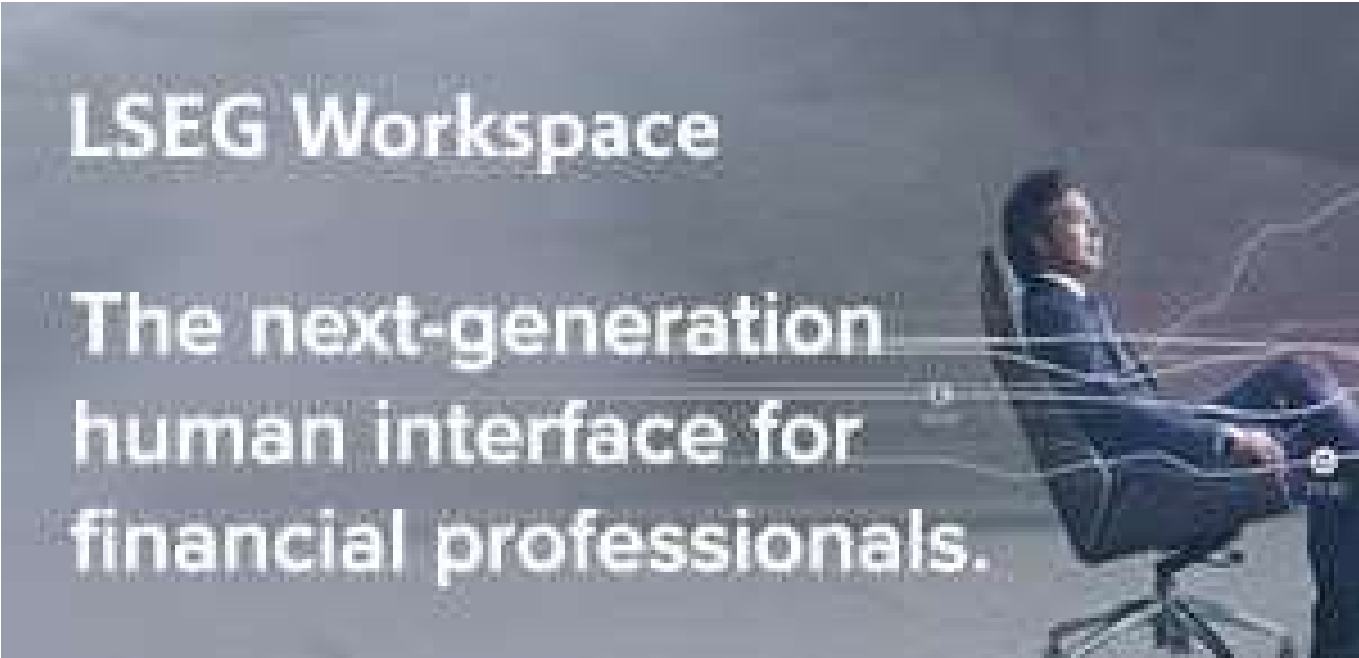 LSEG Workspace
The next-generation
human interface for
financial professionals.